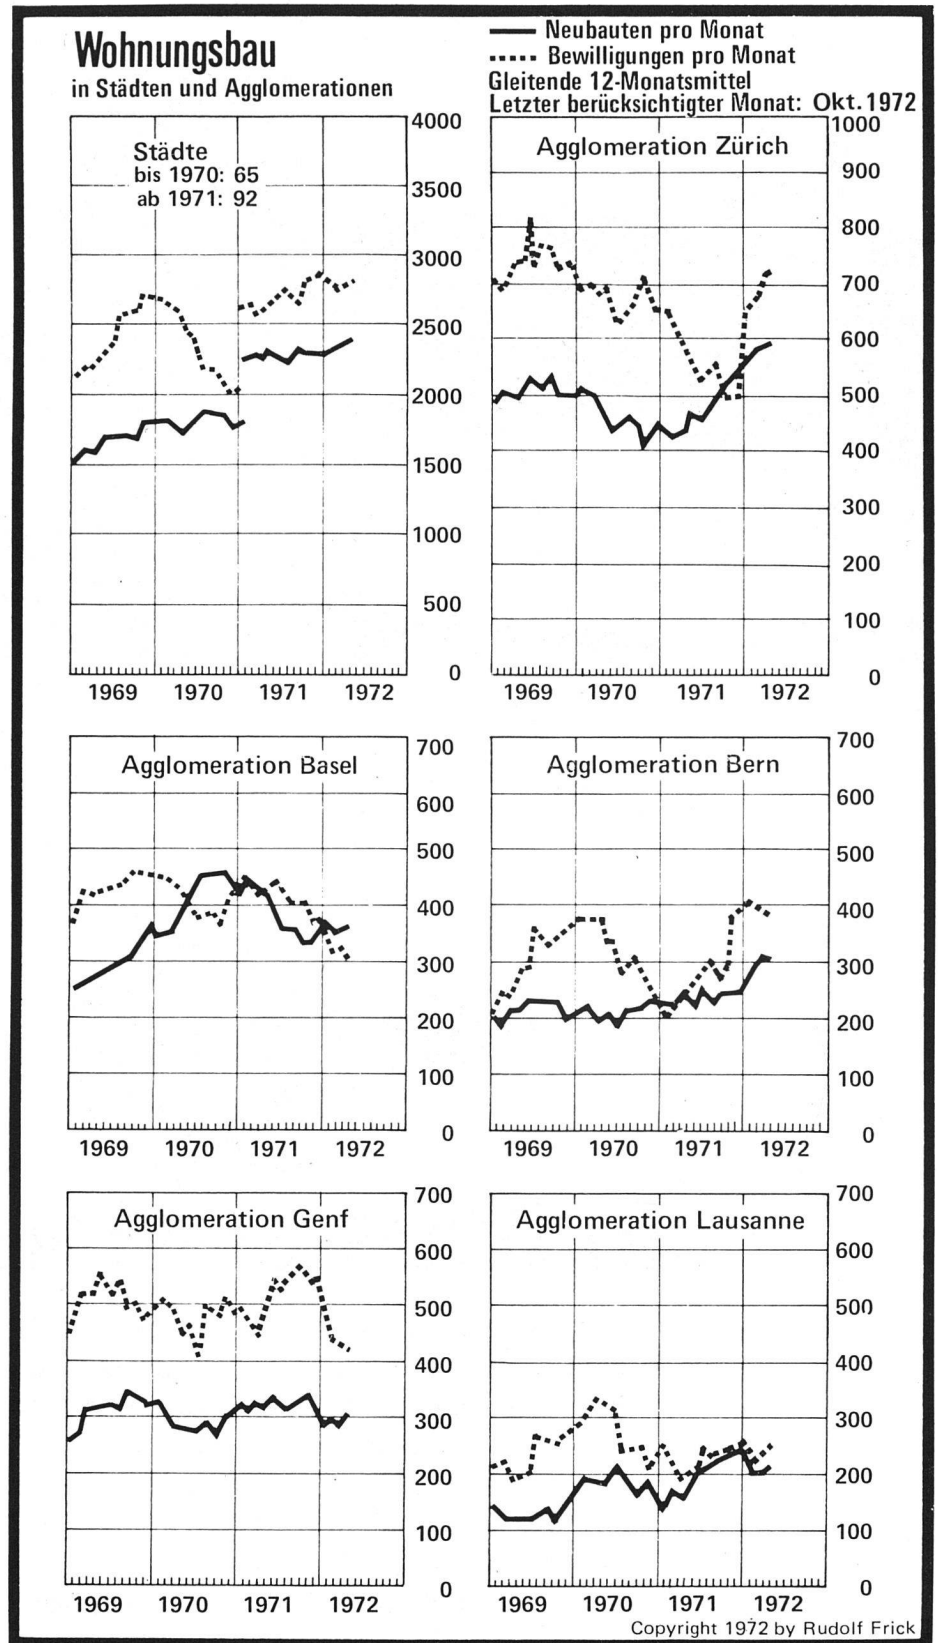 Wohnungsbau
in Städten und Agglomerationen
Neubauten pro Monat
Bewilligungen pro Monat
Gleitende 12-Monatsmittel
Letzter berücksichtigter Monat: Okt. 1972
Städte
bis 1970: 65
ab 1971: 92
4000
3500
3000
2500
2000
1500
1000
500
0
1969 1970 1971 1972
Agglomeration Zürich
1000
900
800
700
600
500
400
300
200
100
0
1969 1970 1971 1972
Agglomeration Basel
700
600
500
400
300
200
100
0
1969 1970 1971 1972
Agglomeration Bern
700
600
500
400
300
200
100
0
1969 1970 1971 1972
Agglomeration Genf
700
600
500
400
300
200
100
0
1969 1970 1971 1972
Agglomeration Lausanne
700
600
500
400
300
200
100
0
1969 1970 1971 1972
Copyright 1972 by Rudolf Frick